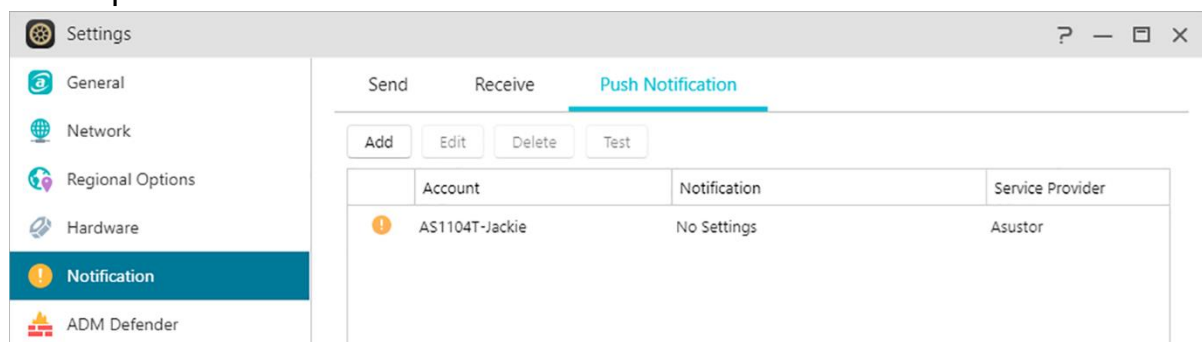 Settings
General
Network
Regional Options
Hardware
Notification
ADM Defender
Send Receive Push Notification
Add Edit Delete Test
Account Notification Service Provider
AS1104T-Jackie No Settings Asustor